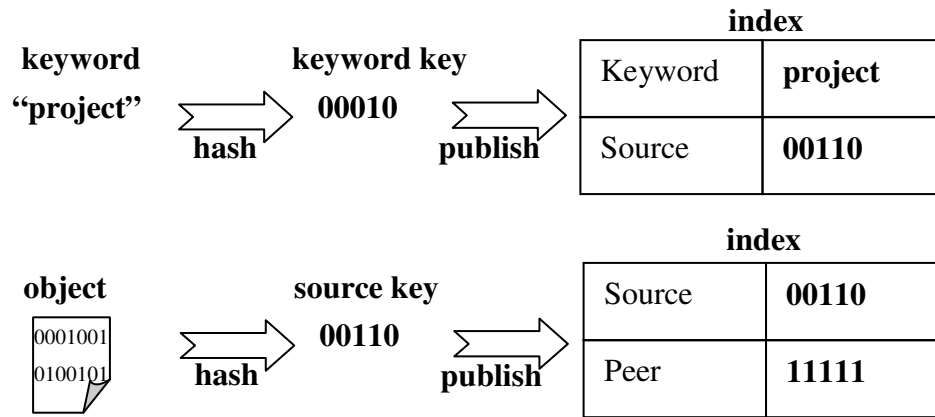 index
keyword keyword key
“project” 00010
hash publish
Keyword project
Source 00110
index
object source key
0001001
0100101
00110
hash publish
Source 00110
Peer 11111